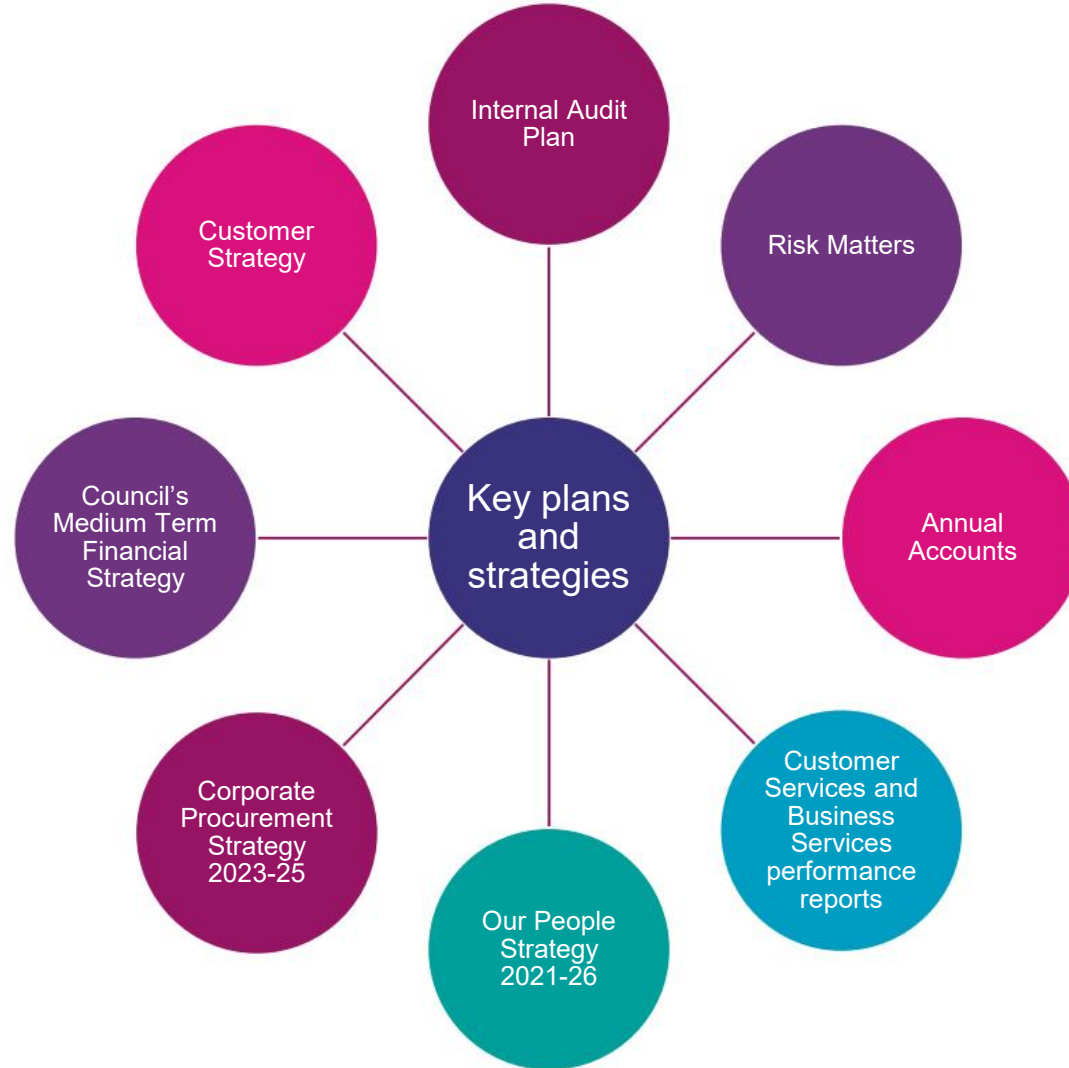 Internal Audit
Plan
Risk Matters
Annual
Accounts
Customer
Services and
Business
Services
performance
reports
Our People
Strategy
2021-26
Corporate
Procurement
Strategy
2023-25
Council’s
Medium Term
Financial
Strategy
Customer
Strategy
Key plans
and
strategies